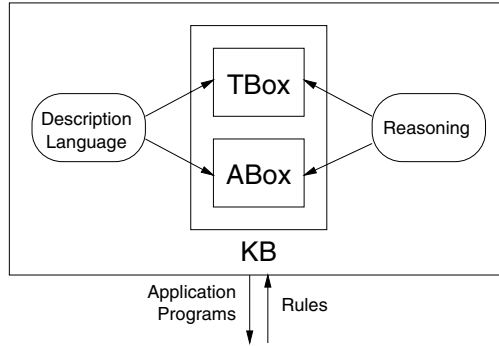 TBox
Description
Language
Reasoning
ABox
KB
Application
Programs
Rules